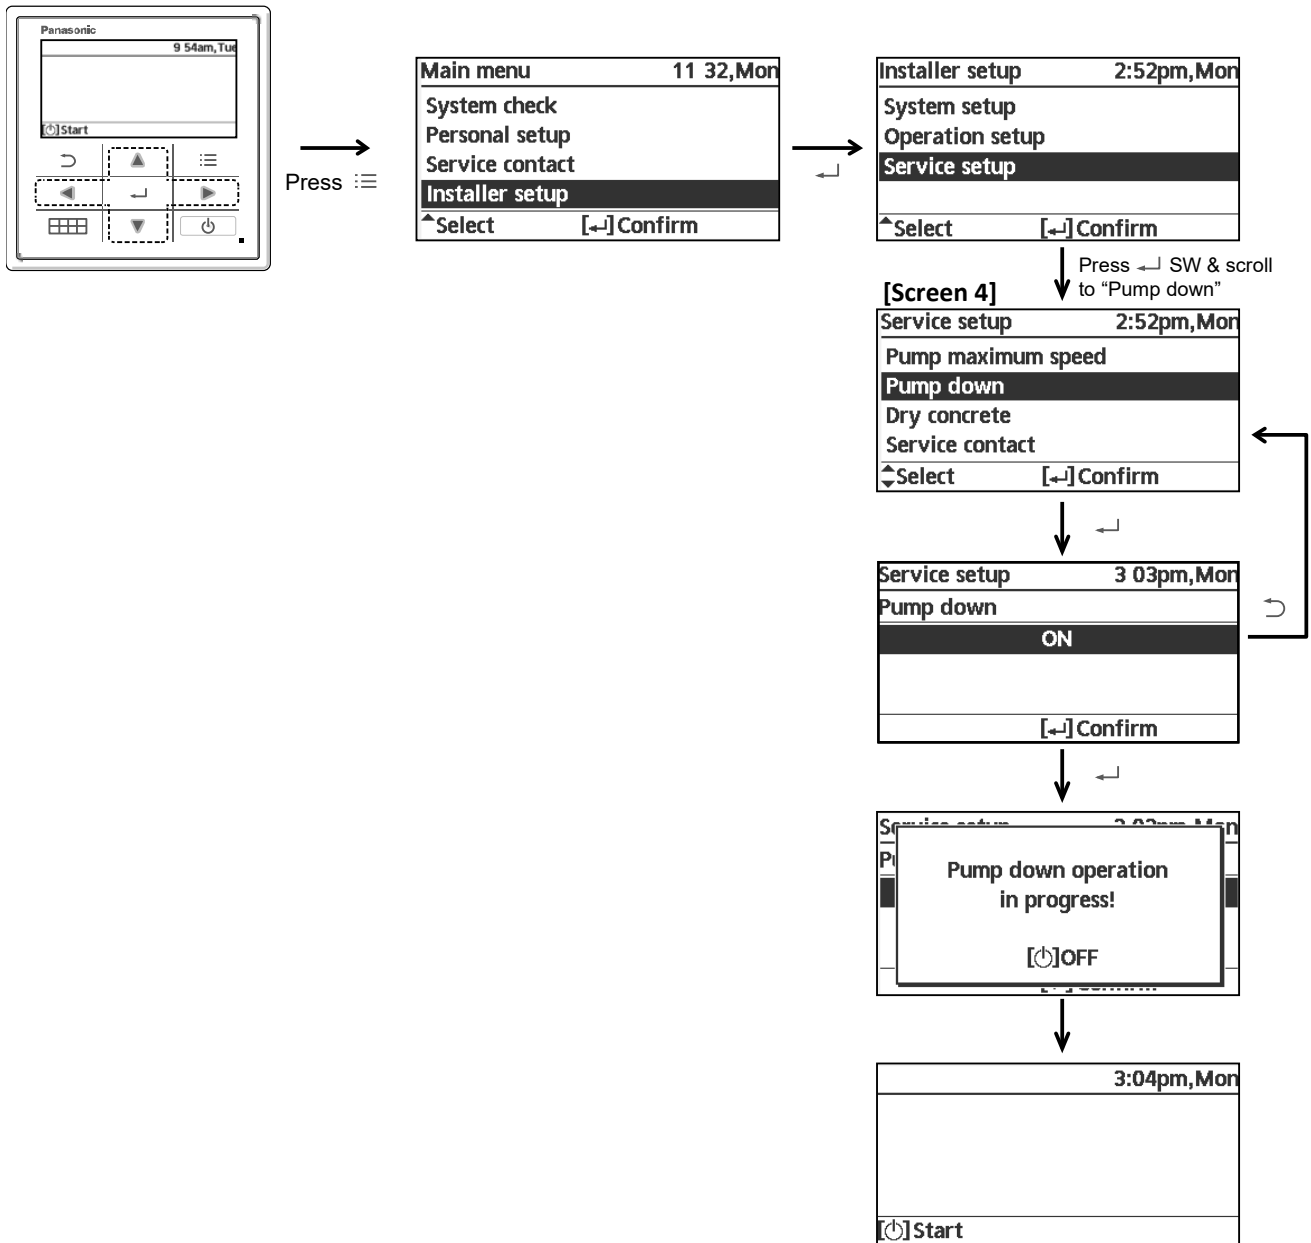 Panasonic
9 54am,Tue
[⏻]Start
Press
Main menu 11 32,Mon
System check
Personal setup
Service contact
Installer setup
Select [↵]Confirm
Installer setup 2:52pm,Mon
System setup
Operation setup
Service setup
Select [↵]Confirm
Press ↵ SW & scroll
to “Pump down”
[Screen 4]
Service setup 2:52pm,Mon
Pump maximum speed
Pump down
Dry concrete
Service contact
Select [↵]Confirm
Service setup 3 03pm,Mon
Pump down
ON
[↵]Confirm
Pump down operation
in progress!
[⏻]OFF
3:04pm,Mon
[⏻]Start